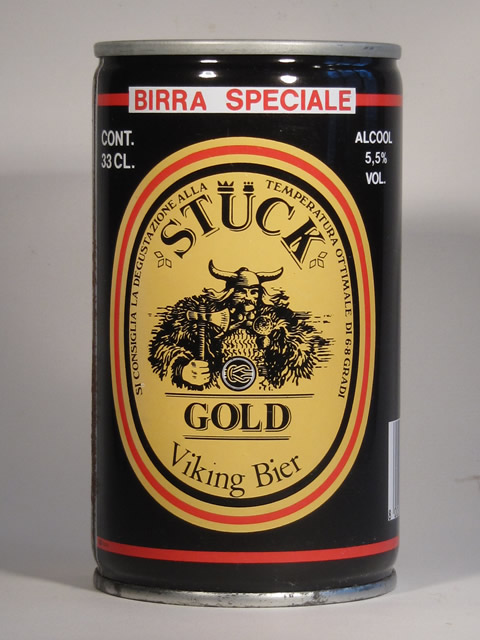 BIRRA SPECIALE
CONT.
33 CL.
ALCOOL
5,5%
VOL.
SI CONSIGLIA LA DEGUSTAZIONE ALLA TEMPERATURA OTTIMALE DI 6-8 GRADI
STÜCK
GOLD
Viking Bier